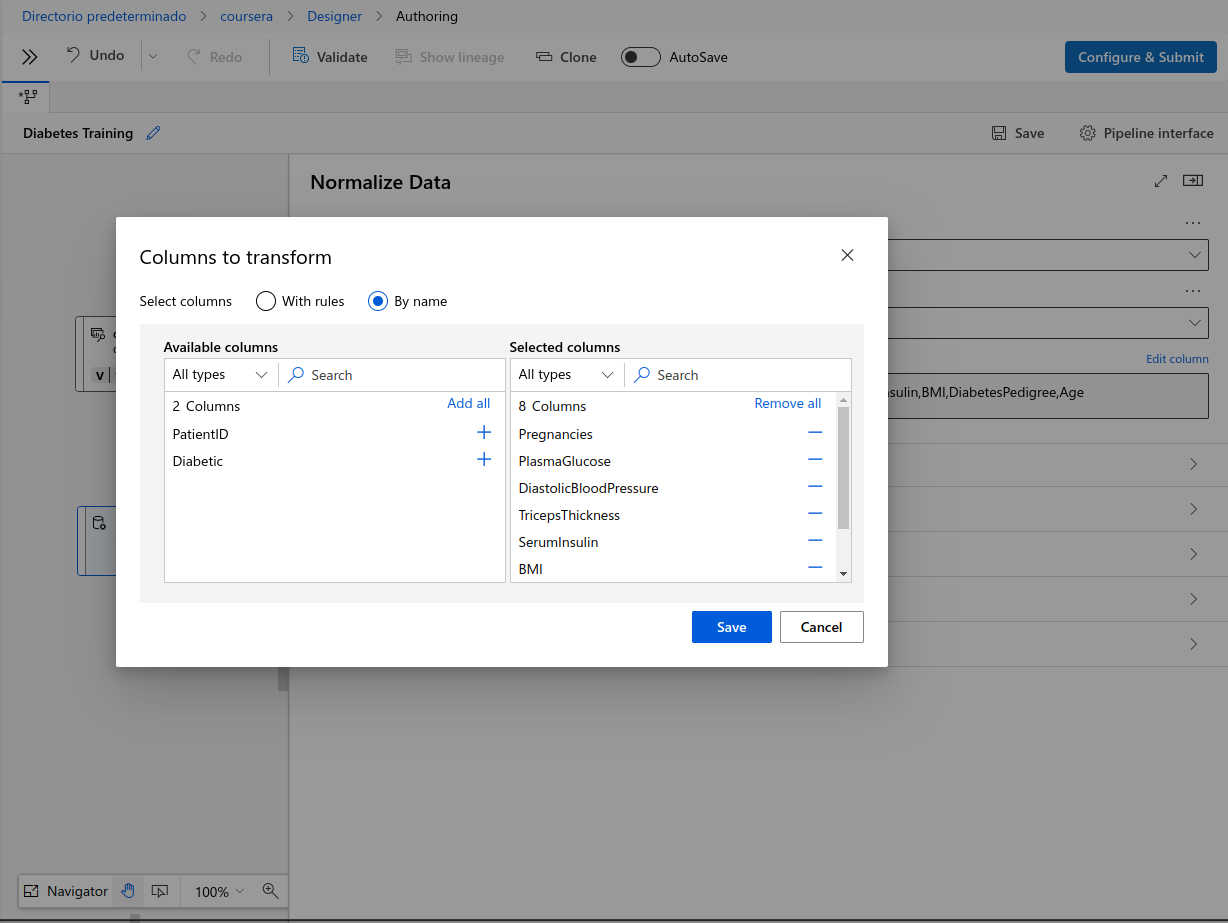 Directorio predeterminado > coursera > Designer > Authoring
Undo Redo Validate Show lineage Clone AutoSave Configure & Submit
Diabetes Training Save Pipeline interface
Normalize Data
Columns to transform
Select columns With rules By name
Edit column
Available columns Selected columns
All types Search All types Search
sulin,BMI,DiabetesPedigree,Age
2 Columns Add all 8 Columns Remove all
PatientID Pregnancies
Diabetic PlasmaGlucose
DiastolicBloodPressure
TricepsThickness
SerumInsulin
BMI
v
Save Cancel
Navigator 100%